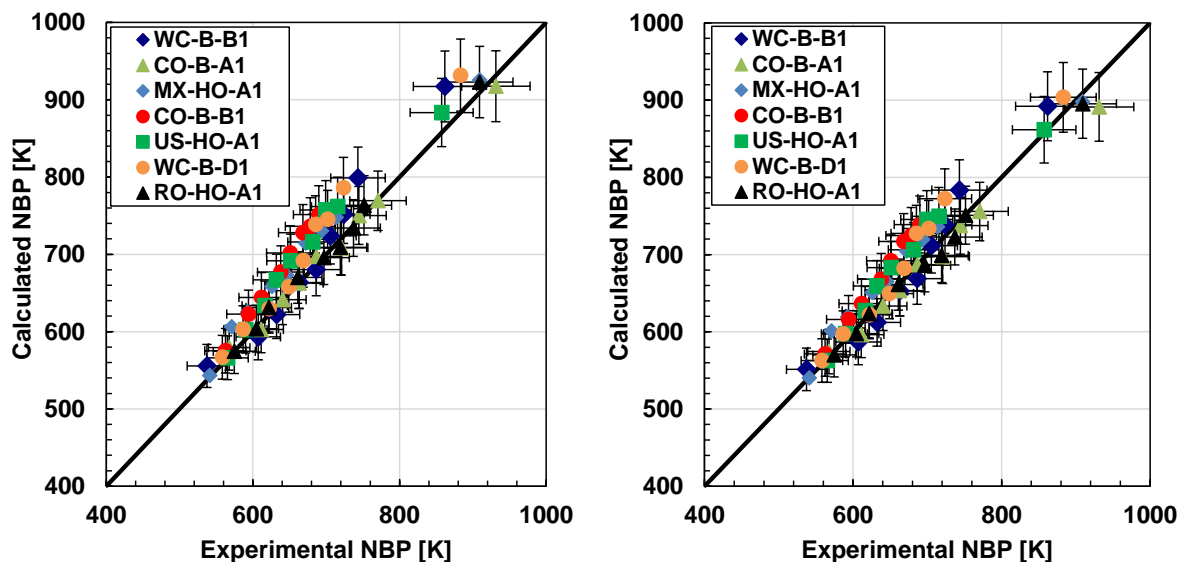 1000
900
800
700
600
500
400
Calculated NBP [K]
WC-B-B1
CO-B-A1
MX-HO-A1
CO-B-B1
US-HO-A1
WC-B-D1
RO-HO-A1
400
600
800
1000
Experimental NBP [K]
1000
900
800
700
600
500
400
Calculated NBP [K]
WC-B-B1
CO-B-A1
MX-HO-A1
CO-B-B1
US-HO-A1
WC-B-D1
RO-HO-A1
400
600
800
1000
Experimental NBP [K]